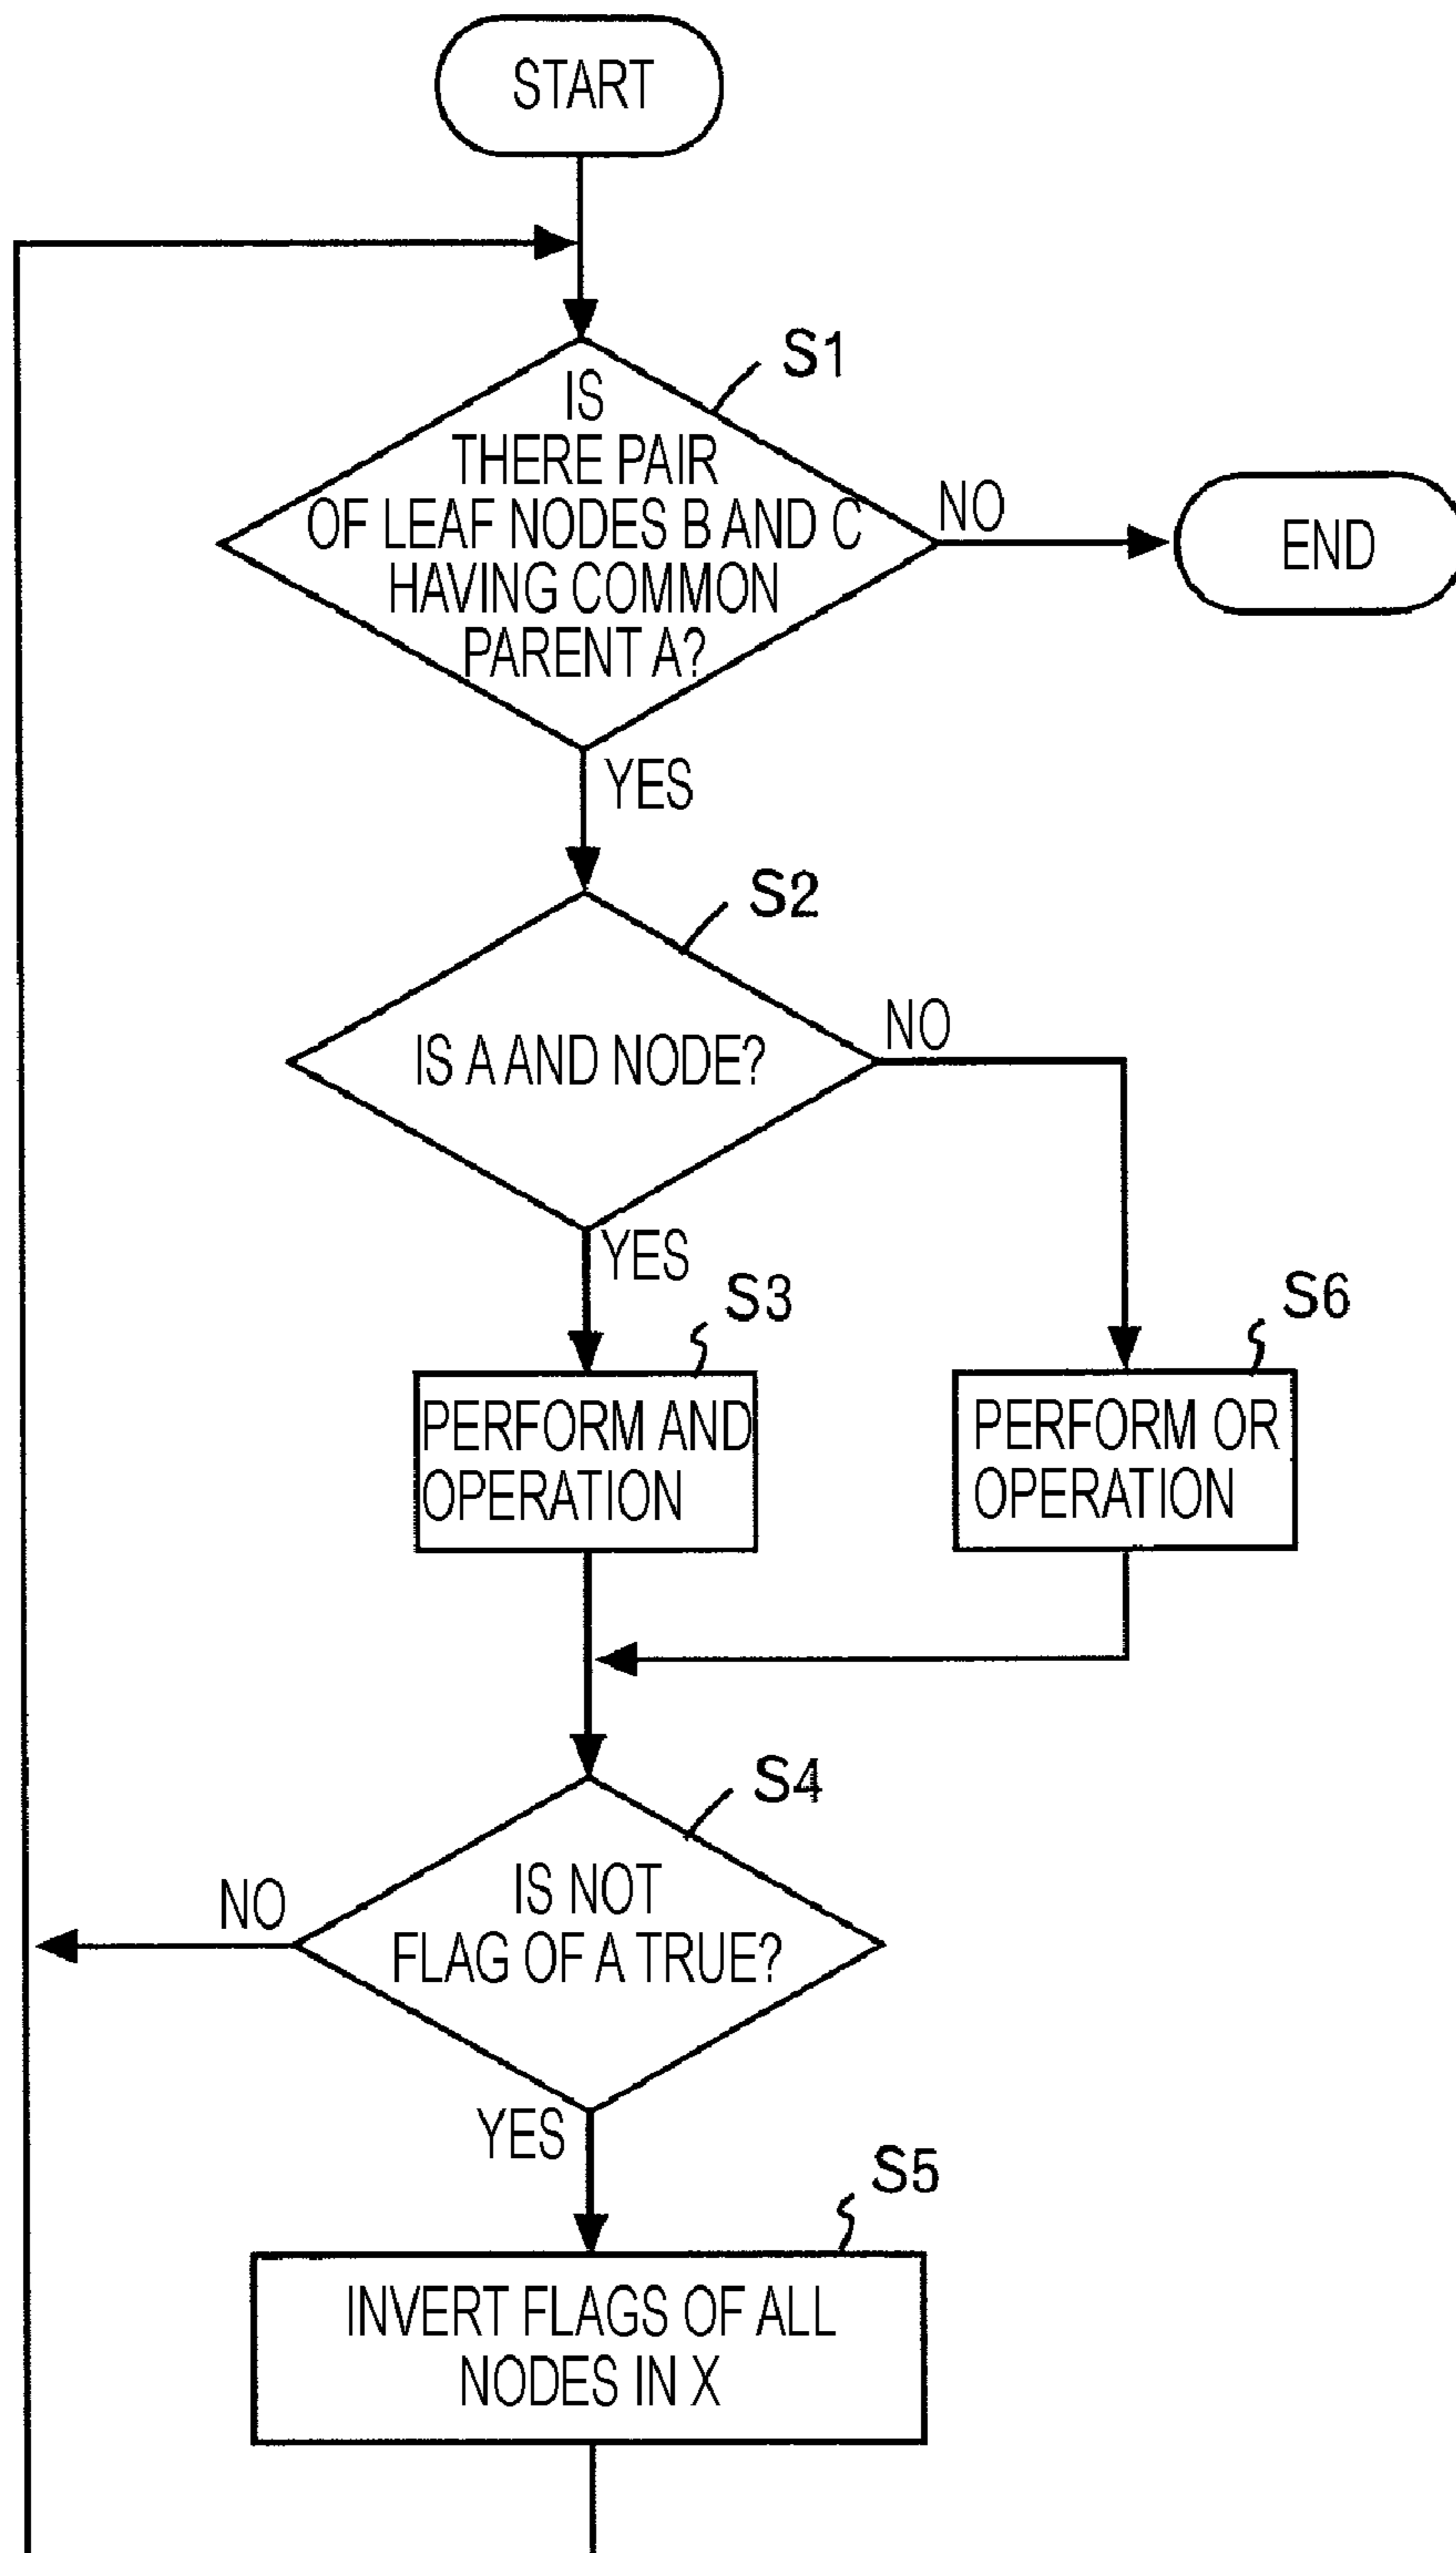 START
S1
IS
THERE PAIR
OF LEAF NODES B AND C
HAVING COMMON
PARENT A?
NO
END
YES
S2
IS A AND NODE?
NO
YES
S3
S6
PERFORM AND
OPERATION
PERFORM OR
OPERATION
S4
IS NOT
FLAG OF A TRUE?
NO
YES
S5
INVERT FLAGS OF ALL
NODES IN X